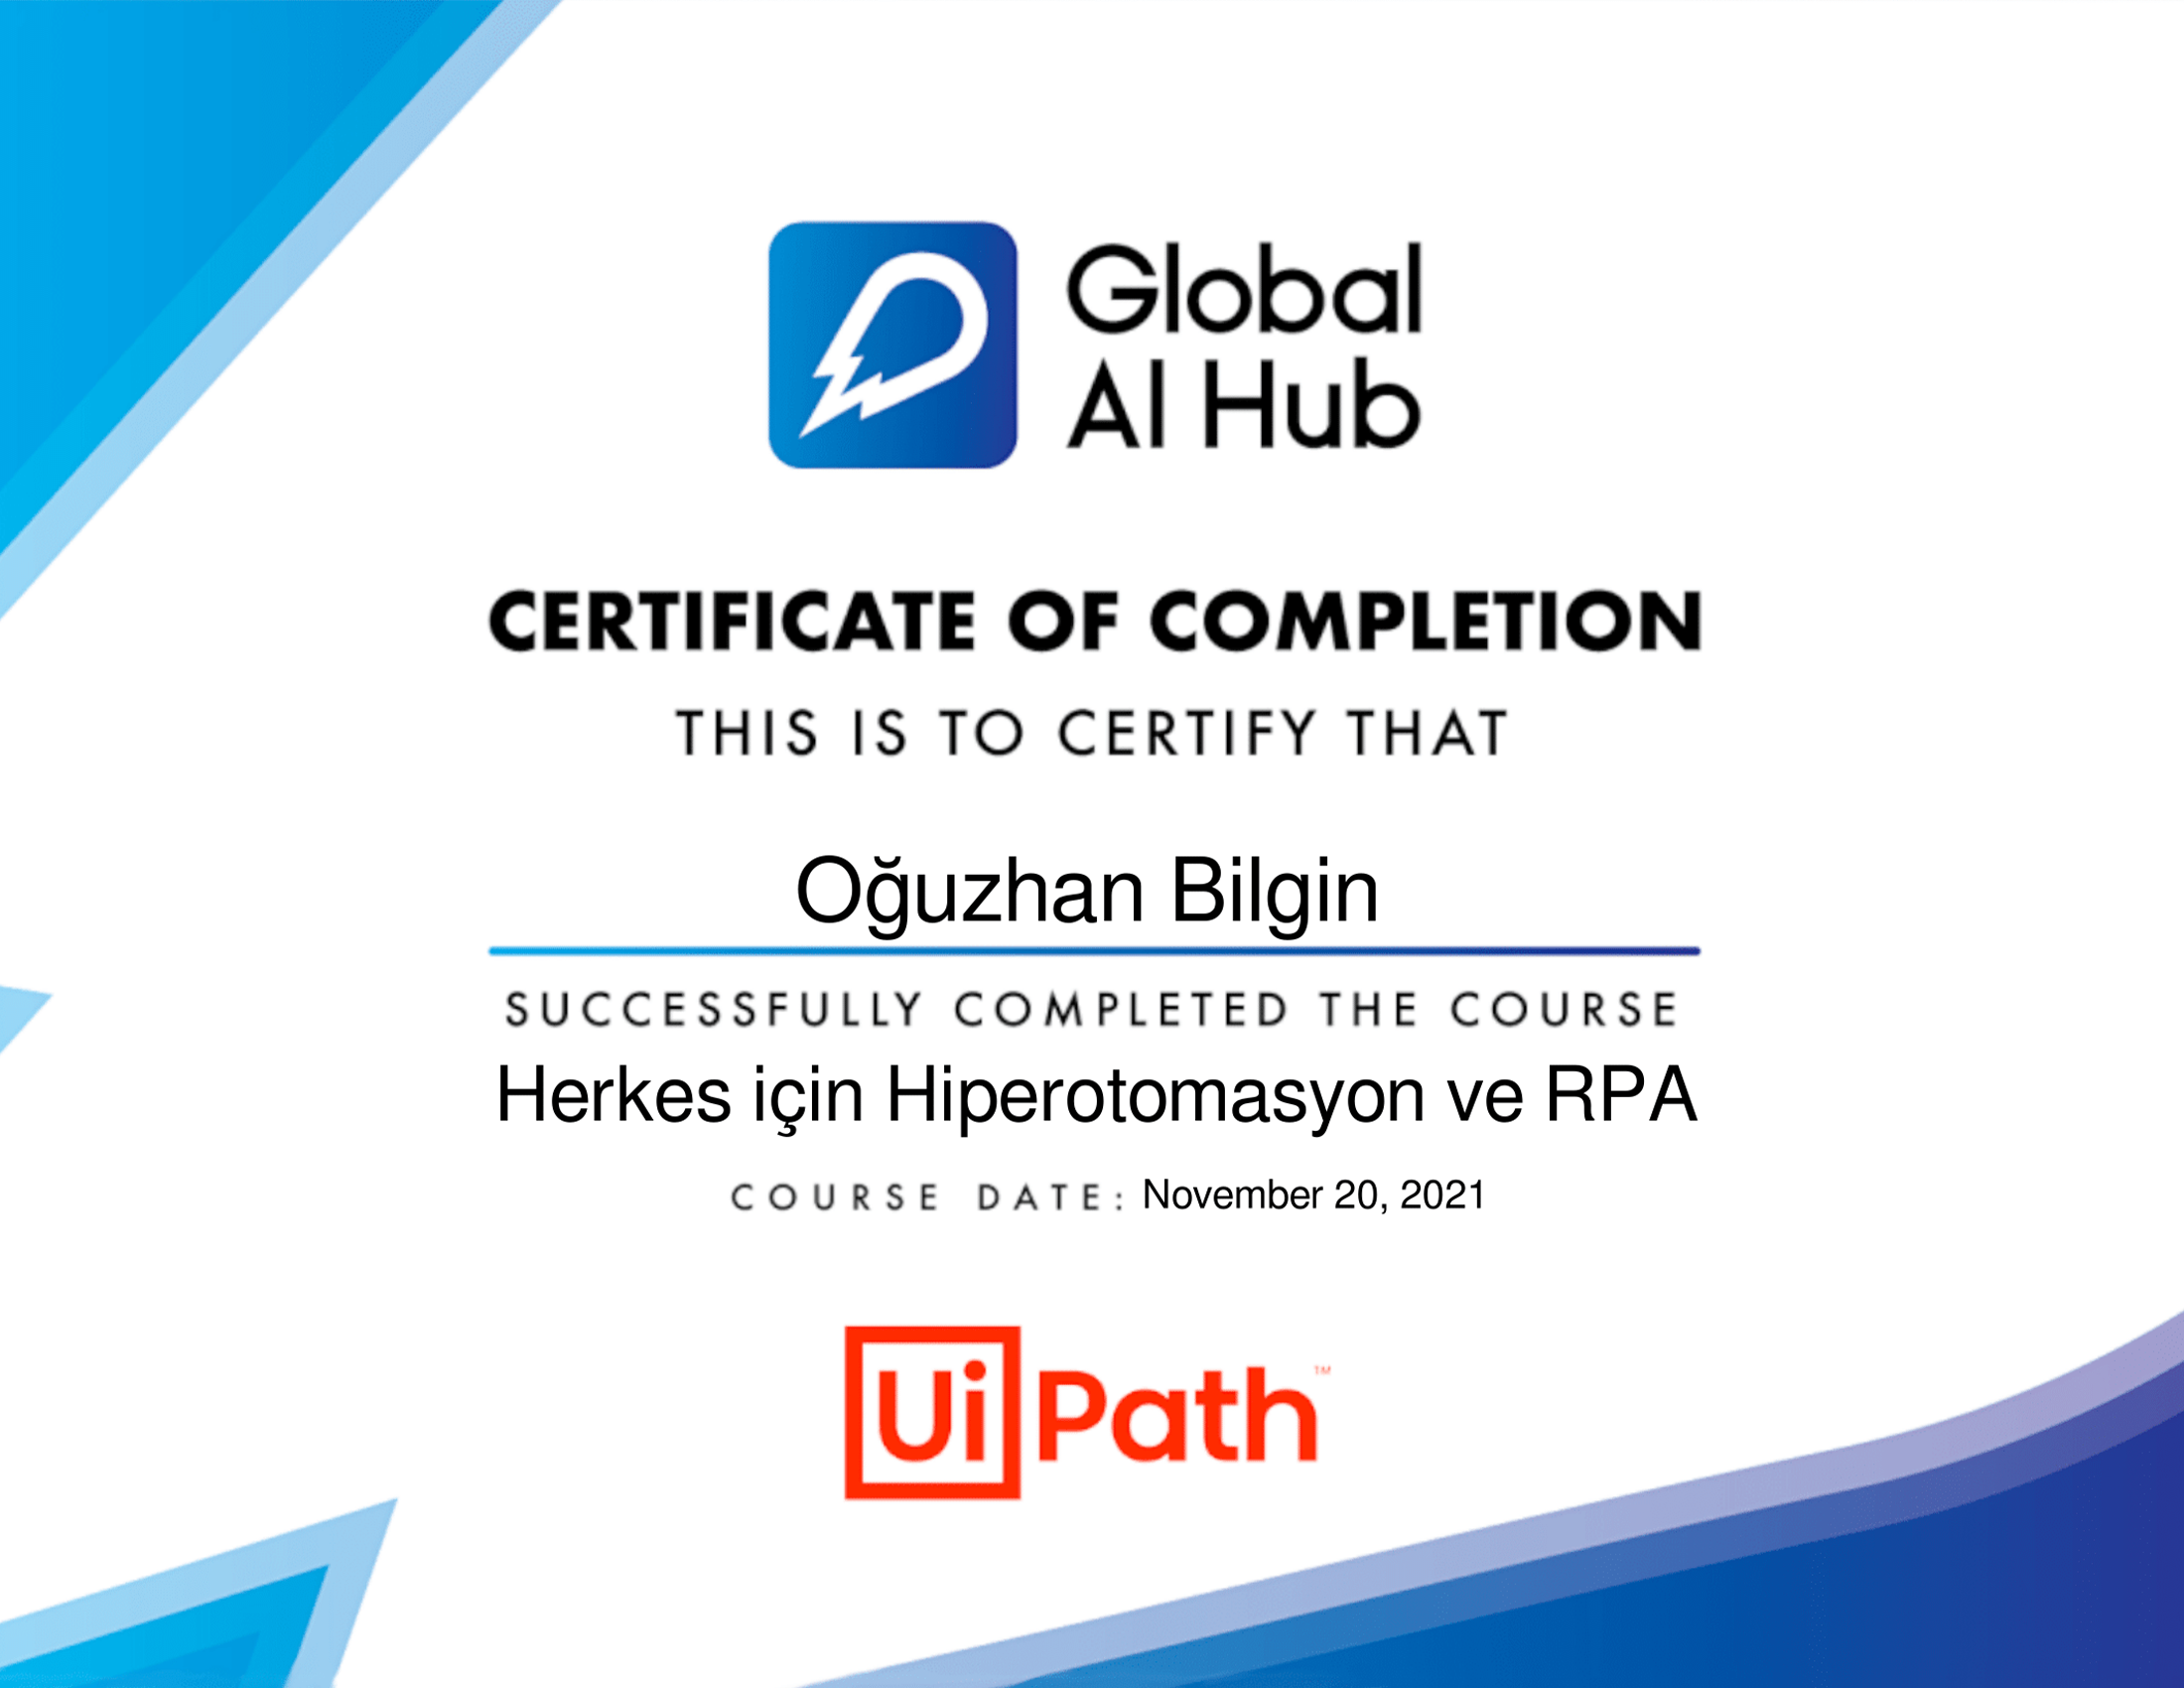 Global
AI Hub
CERTIFICATE OF COMPLETION
THIS IS TO CERTIFY THAT
Oğuzhan Bilgin
SUCCESSFULLY COMPLETED THE COURSE
Herkes için Hiperotomasyon ve RPA
COURSE DATE: November 20, 2021
UiPath™